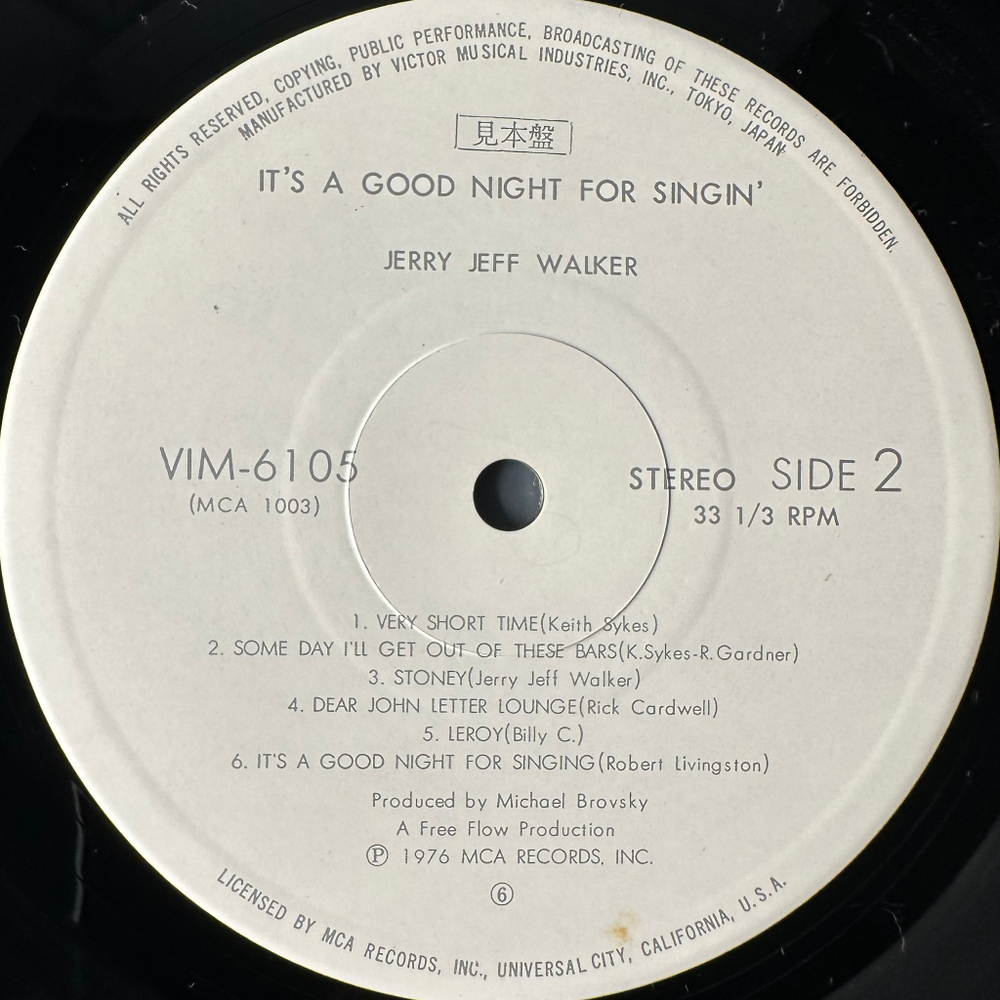 ALL RIGHTS RESERVED, COPYING, PUBLIC PERFORMANCE, BROADCASTING OF THESE RECORDS ARE FORBIDDEN.
MANUFACTURED BY VICTOR MUSICAL INDUSTRIES, INC., TOKYO, JAPAN
見本盤
IT'S A GOOD NIGHT FOR SINGIN'
JERRY JEFF WALKER
VIM-6105
(MCA 1003)
STEREO SIDE 2
33 1/3 RPM
1. VERY SHORT TIME(Keith Sykes)
2. SOME DAY I'LL GET OUT OF THESE BARS(K.Sykes-R.Gardner)
3. STONEY(Jerry Jeff Walker)
4. DEAR JOHN LETTER LOUNGE(Rick Cardwell)
5. LEROY(Billy C.)
6. IT'S A GOOD NIGHT FOR SINGING(Robert Livingston)
Produced by Michael Brovsky
A Free Flow Production
Ⓟ 1976 MCA RECORDS, INC.
⑥
LICENSED BY MCA RECORDS, INC., UNIVERSAL CITY, CALIFORNIA, U.S.A.